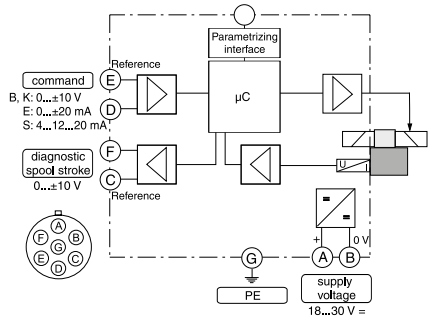 Parametrizing
interface
Reference
command
E
B, K: 0...±10 V
D
µC
E: 0...±20 mA
S: 4...12...20 mA
F
diagnostic
spool stroke
U
0...±10 V
C
Reference
=
=
A
F
B
G
E
C
D
+
0 V
G
A
B
PE
supply
voltage
18...30 V =